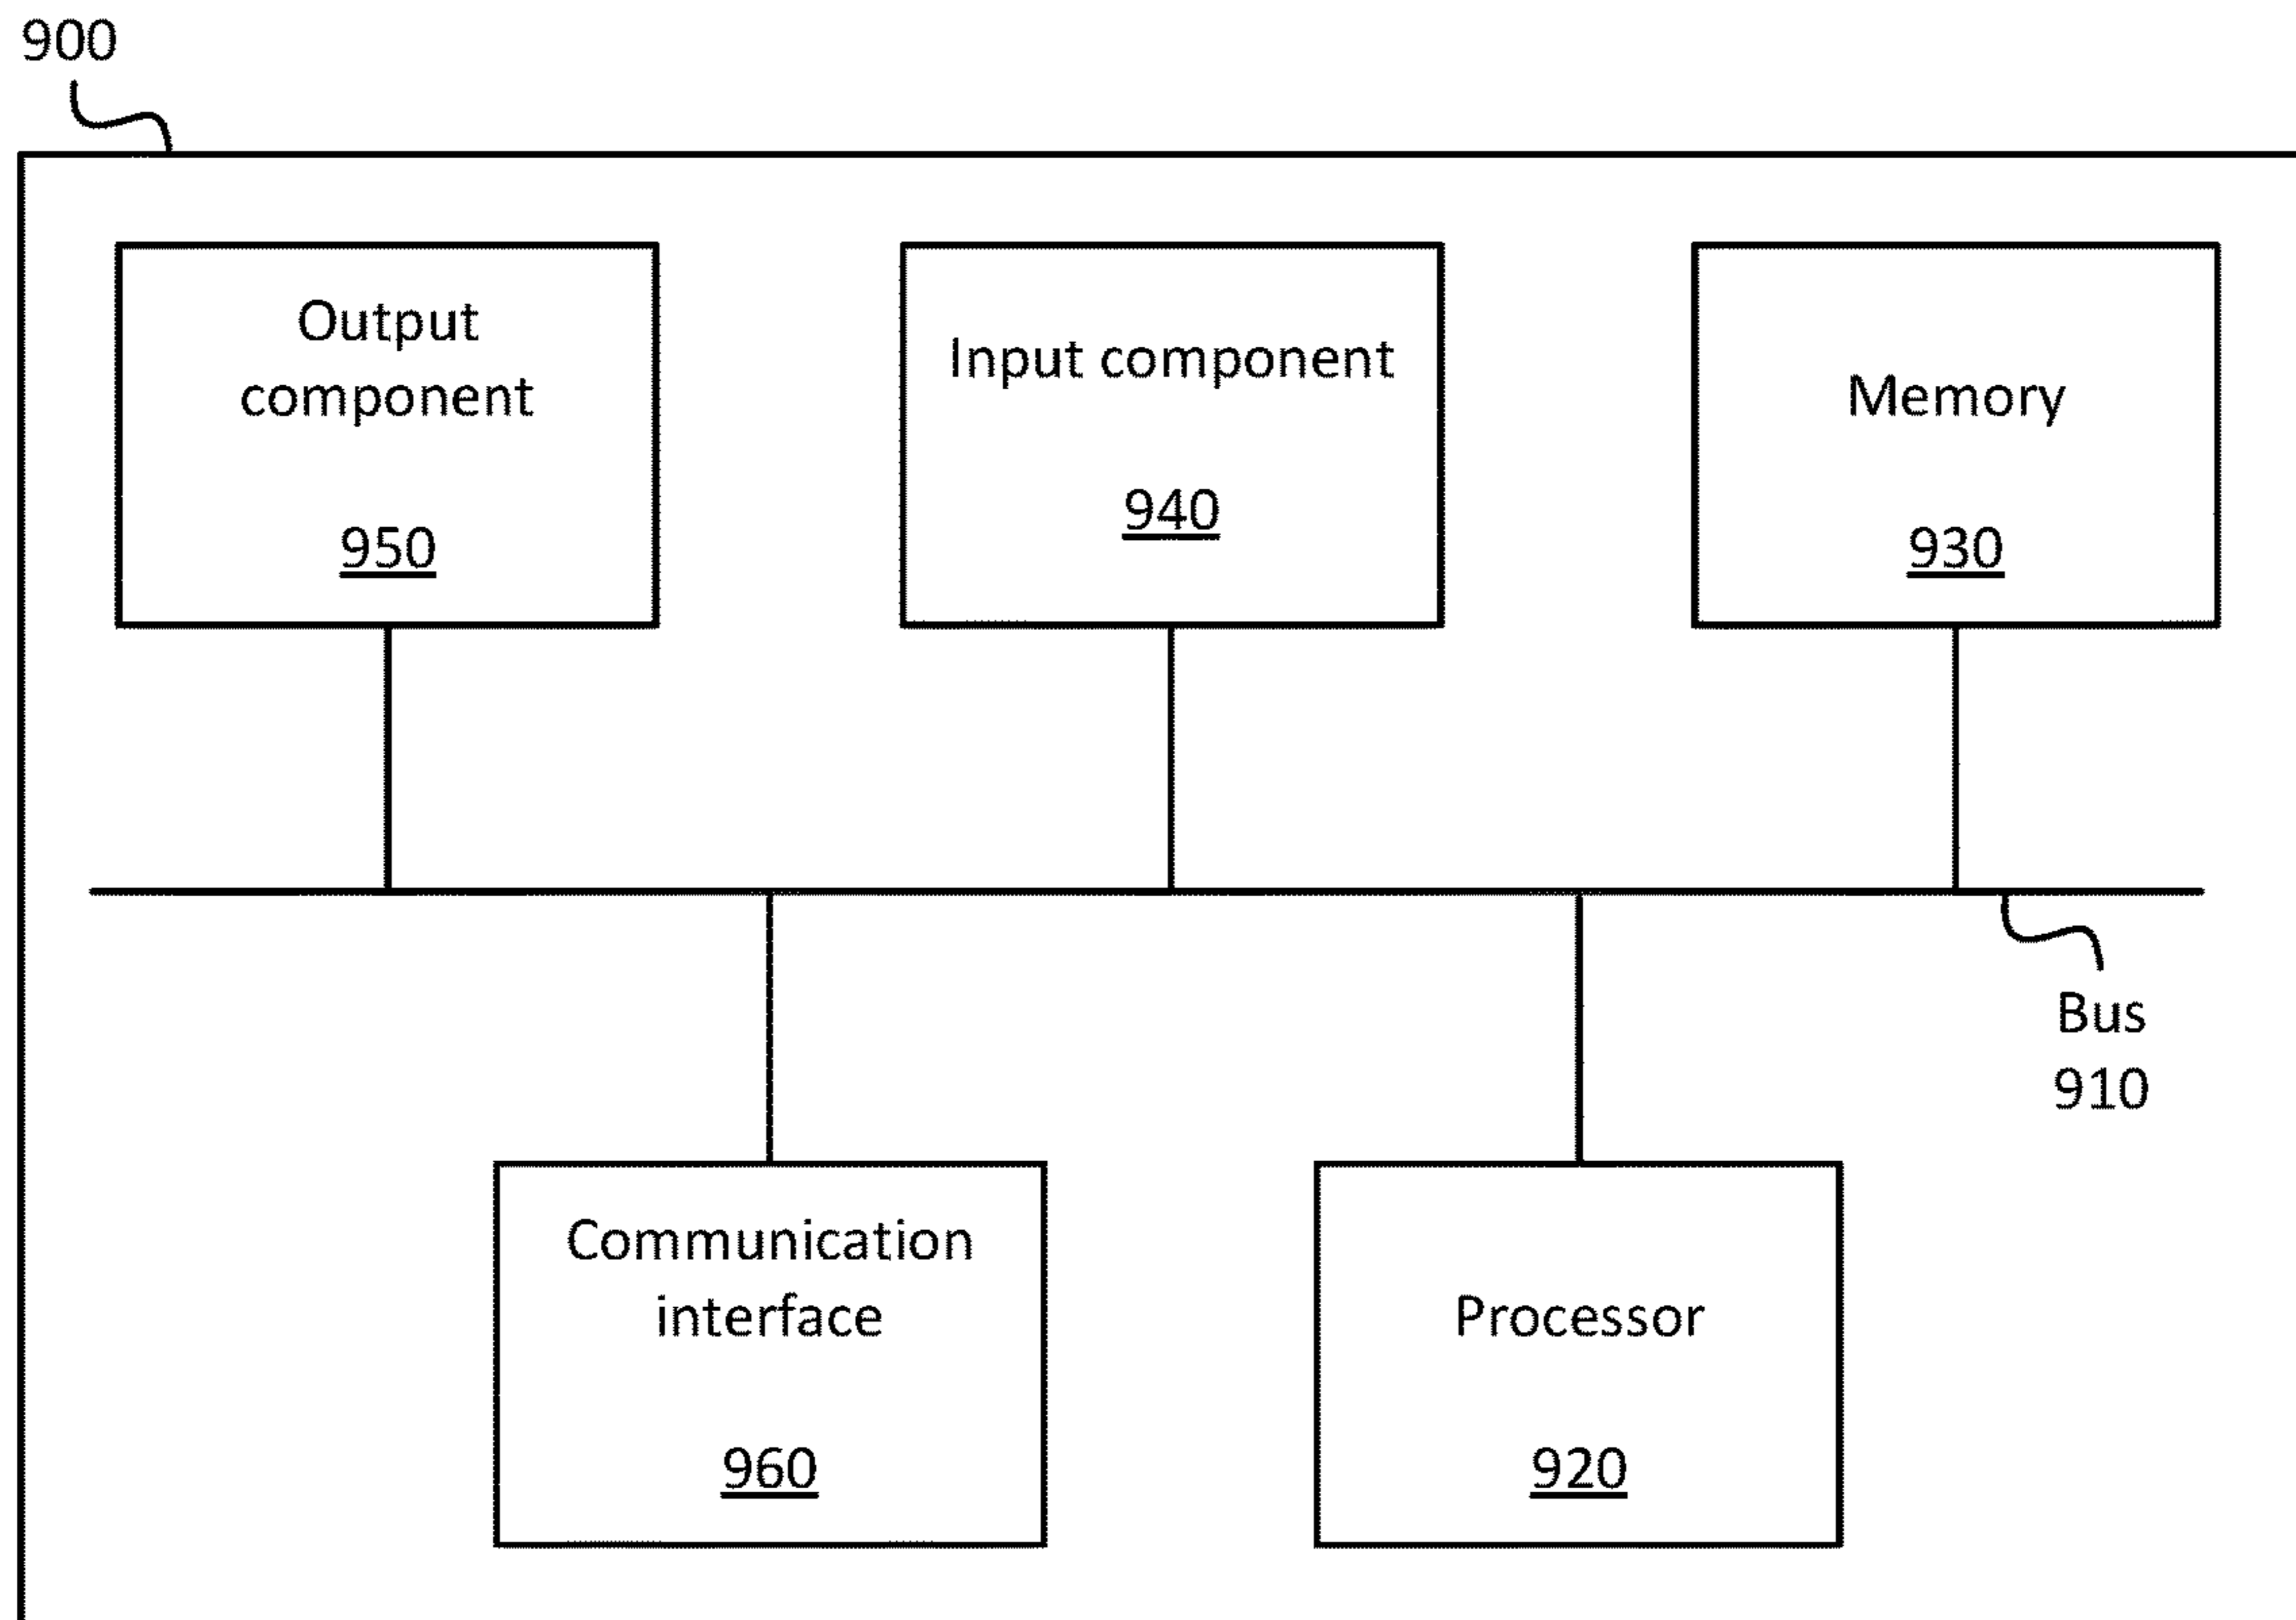 900
Output
component
950
Input component
940
Memory
930
Bus
910
Communication
interface
960
Processor
920